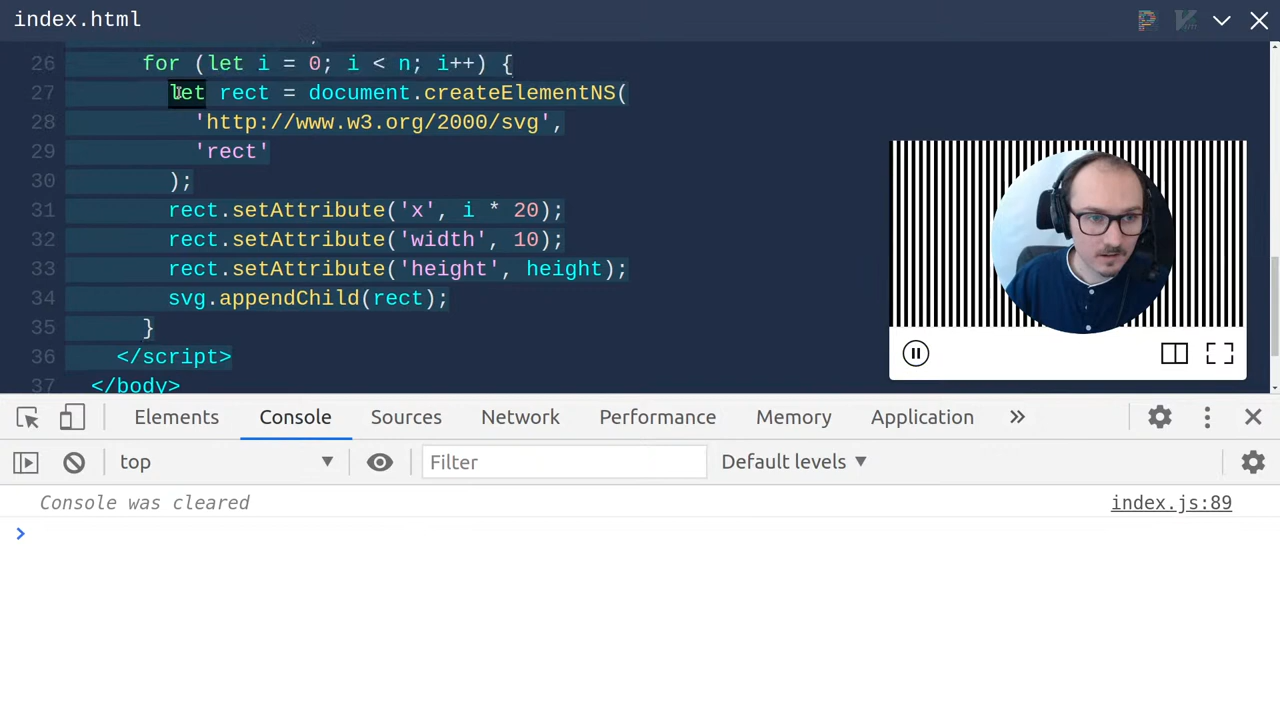 index.html
26 for (let i = 0; i < n; i++) {
27 let rect = document.createElementNS(
28 'http://www.w3.org/2000/svg',
29 'rect'
30 );
31 rect.setAttribute('x', i * 20);
32 rect.setAttribute('width', 10);
33 rect.setAttribute('height', height);
34 svg.appendChild(rect);
35 }
36 </script>
37 </body>
Elements Console Sources Network Performance Memory Application »
top Filter Default levels
Console was cleared index.js:89